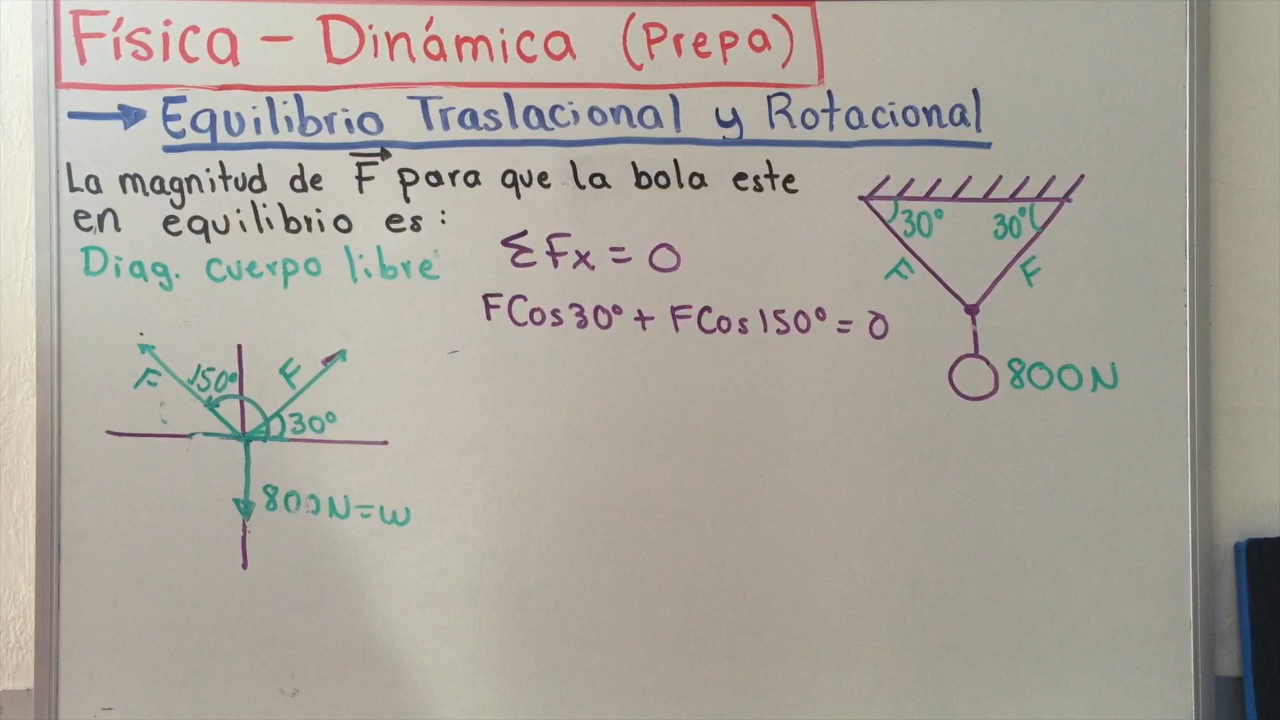 Física - Dinámica (Prepa)
→ Equilibrio Traslacional y Rotacional
La magnitud de F para que la bola este
en equilibrio es:
Diag. cuerpo libre
ΣFx = 0
FCos30° + FCos150° = 0
30° 30°
F F
800N
F 150° F
30°
800N=W